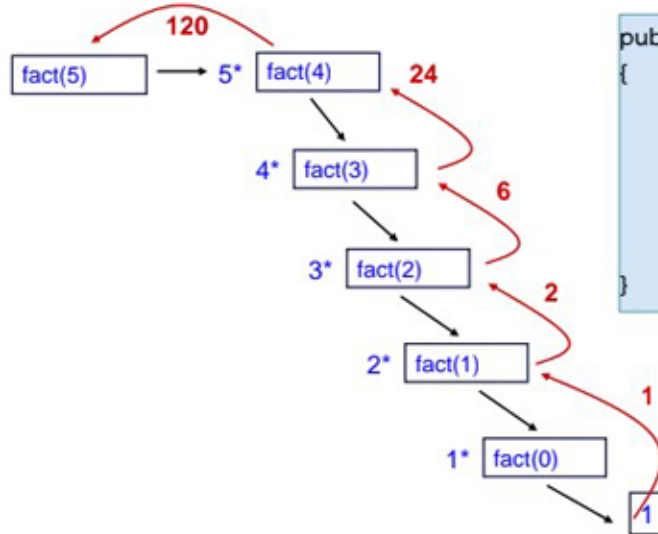 120
fact(5) 5* fact(4) 24
4* fact(3)
6
3* fact(2)
2
2* fact(1)
1
1* fact(0)
1
{
}